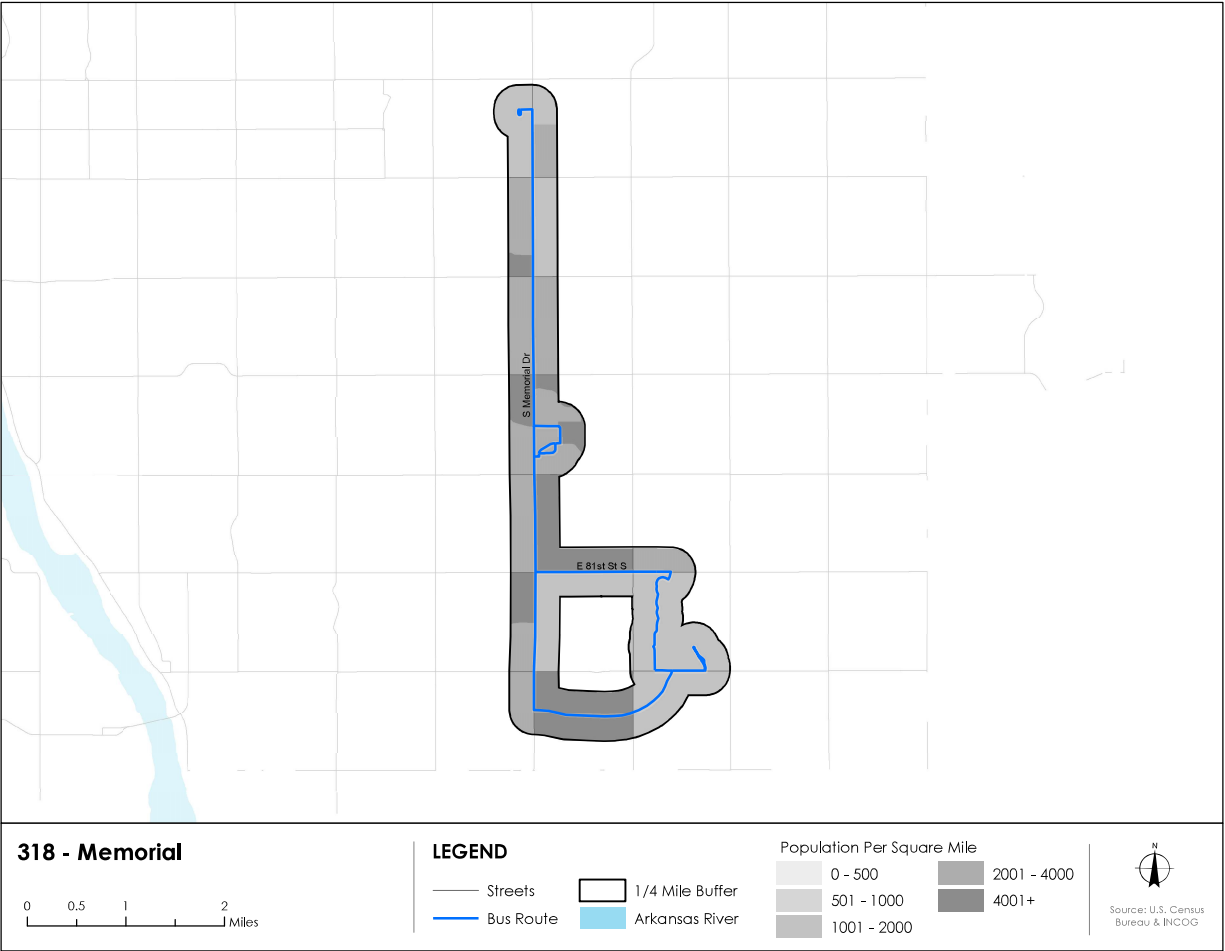 S Memorial Dr
E 81st St S
318 - Memorial
0 0.5 1 2
Miles
LEGEND
Streets
Bus Route
1/4 Mile Buffer
Arkansas River
Population Per Square Mile
0 - 500
501 - 1000
1001 - 2000
2001 - 4000
4001+
N
Source: U.S. Census
Bureau & INCOG